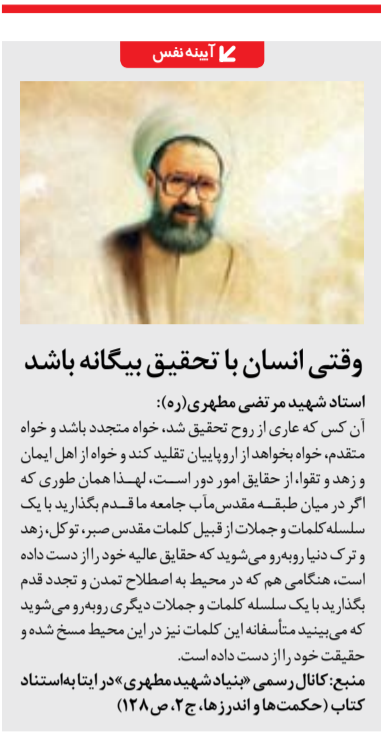 آیینه نفس
وقتی انسان با تحقیق بیگانه باشد
استاد شهید مرتضی مطهری(ره):
آن کس که عاری از روح تحقیق شد، خواه متجدد باشد و خواه
متقدم، خواه بخواهد از اروپاییان تقلید کند و خواه از اهل ایمان
و زهد و تقوا، از حقایق امور دور اســت، لهــذا همان طوری که
اگر در میان طبقــه مقدس‌مآب جامعه ما قــدم بگذارید با یک
سلسله کلمات و جملات از قبیل کلمات مقدس صبر، توکل، زهد
و ترک دنیا روبه‌رو می‌شوید که حقایق عالیه خود را از دست داده
است، هنگامی هم که در محیط به اصطلاح تمدن و تجدد قدم
بگذارید با یک سلسله کلمات و جملات دیگری روبه‌رو می‌شوید
که می‌بینید متأسفانه این کلمات نیز در این محیط مسخ شده و
حقیقت خود را از دست داده است.
منبع: کانال رسمی «بنیاد شهید مطهری» در ایتا به‌استناد
کتاب (حکمت‌ها و اندرزها، ج۲، ص۱۲۸)